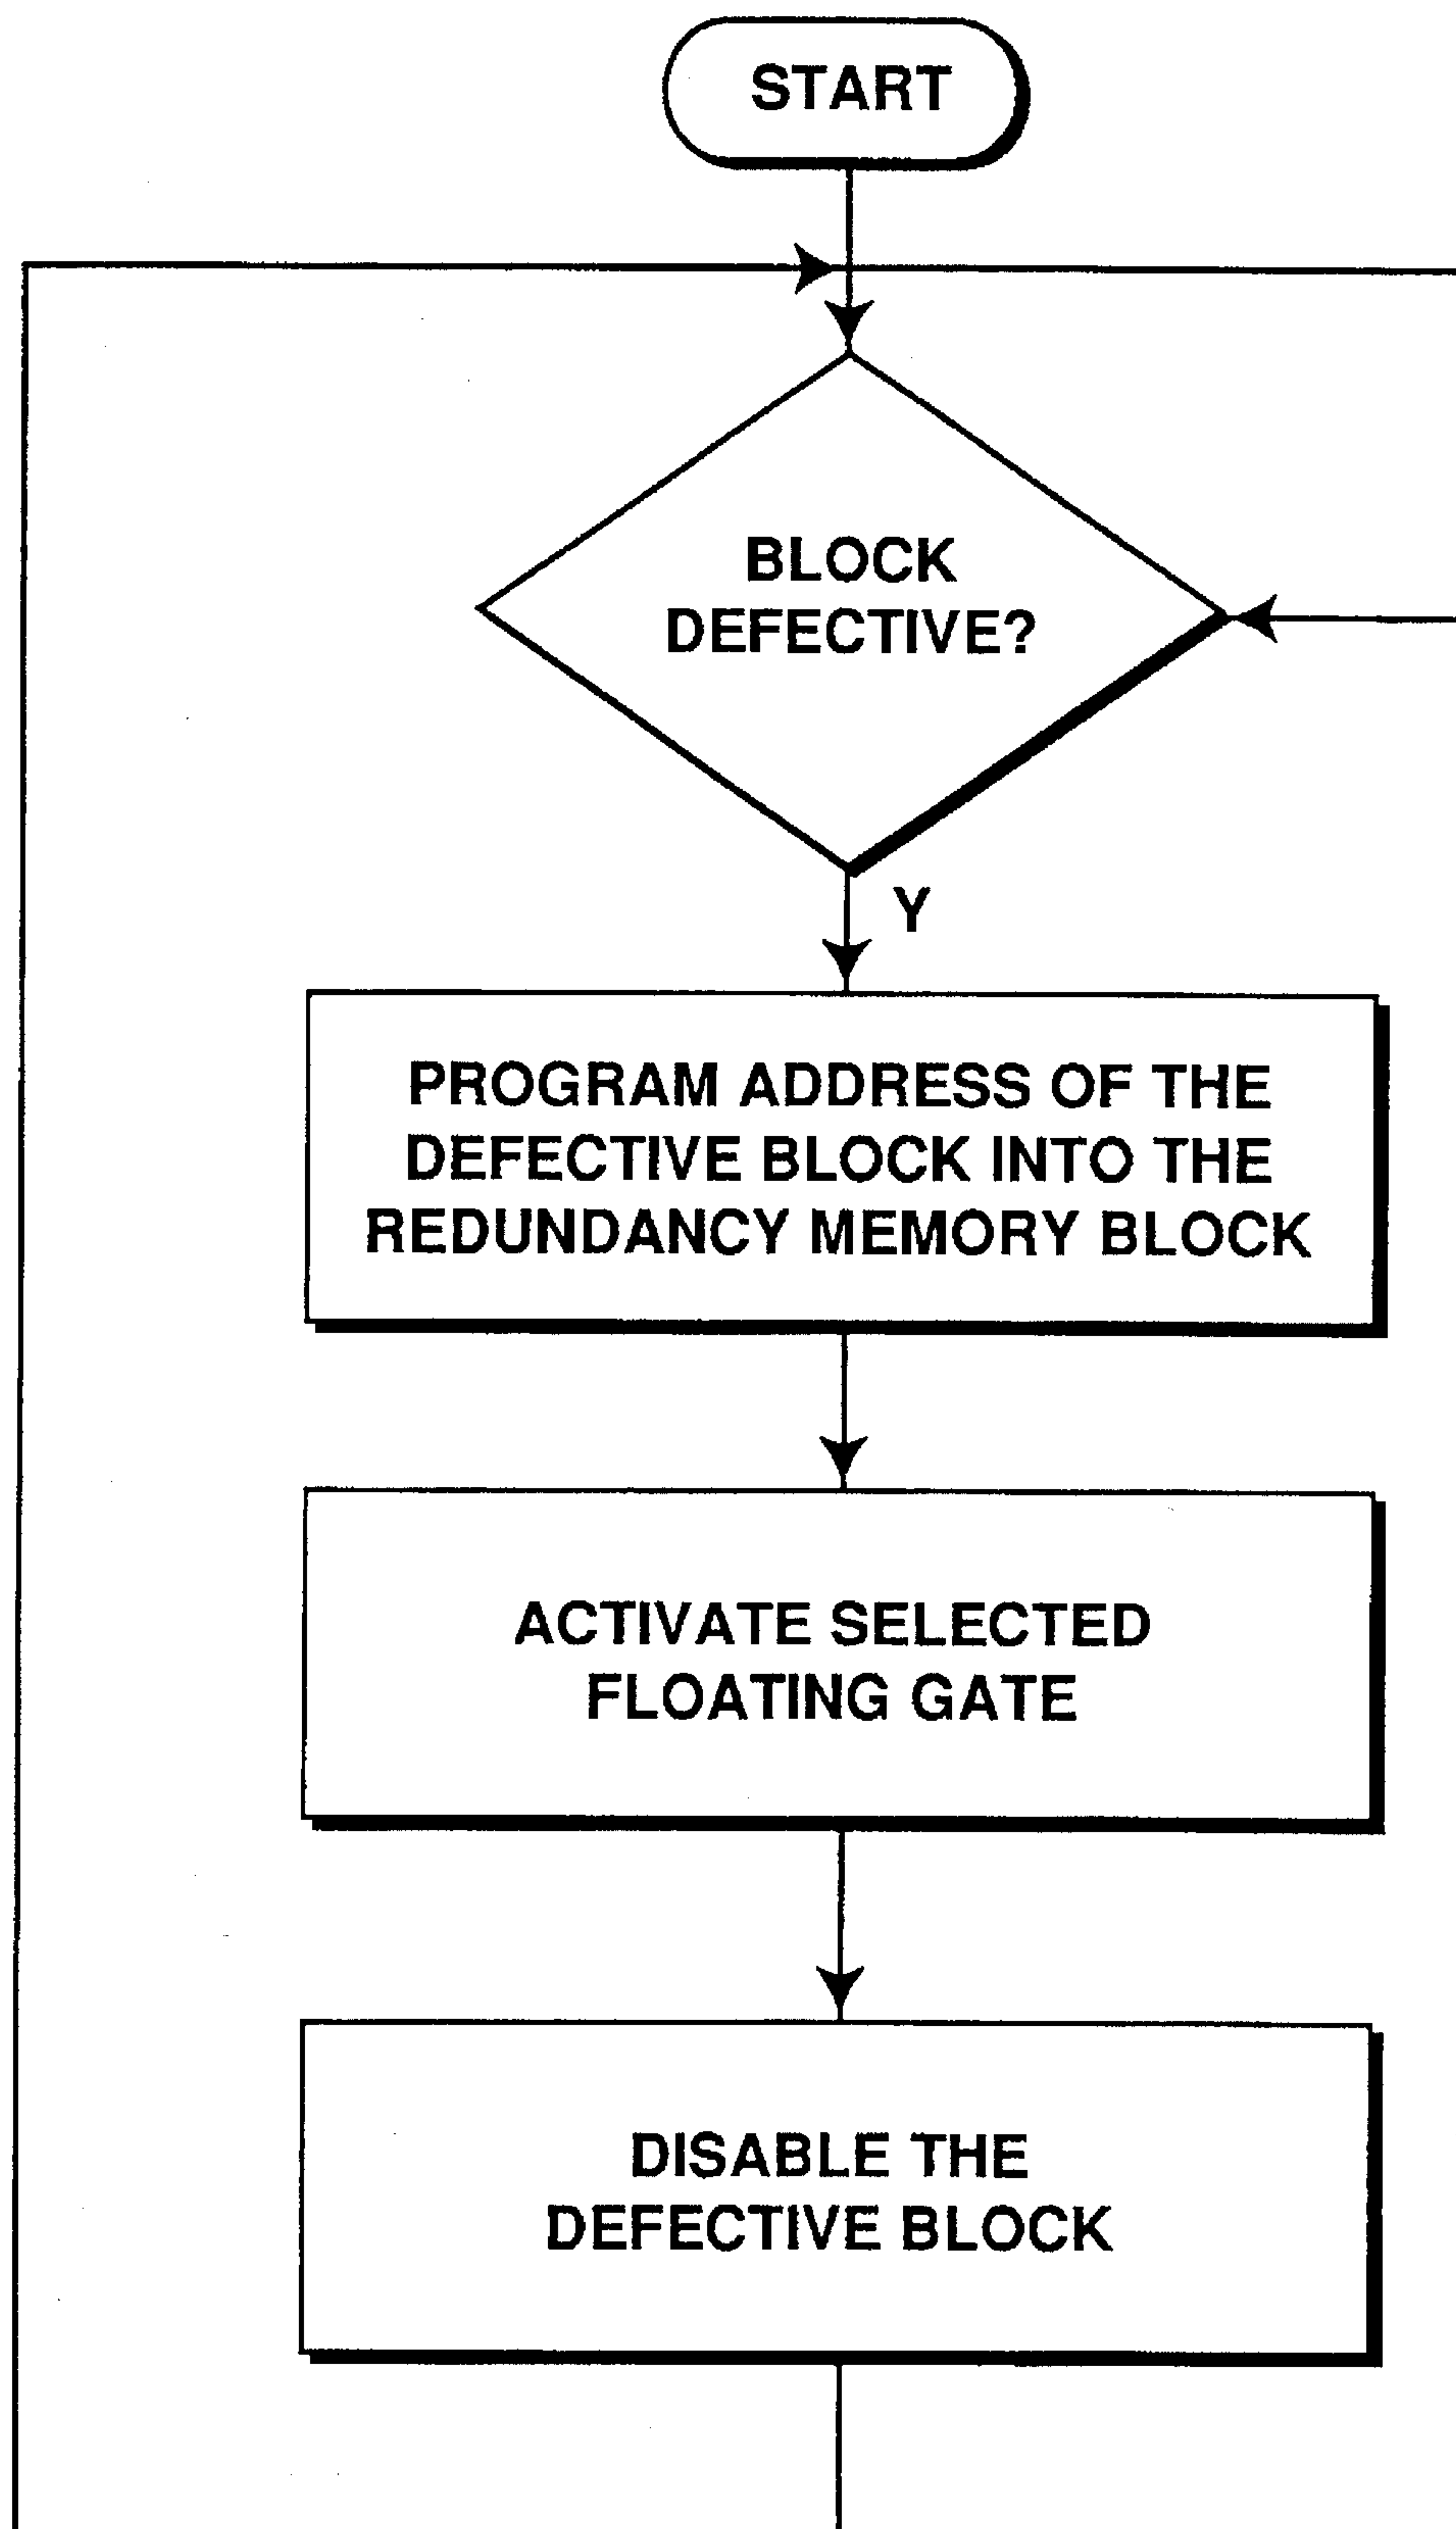 START
BLOCK
DEFECTIVE?
Y
PROGRAM ADDRESS OF THE
DEFECTIVE BLOCK INTO THE
REDUNDANCY MEMORY BLOCK
ACTIVATE SELECTED
FLOATING GATE
DISABLE THE
DEFECTIVE BLOCK